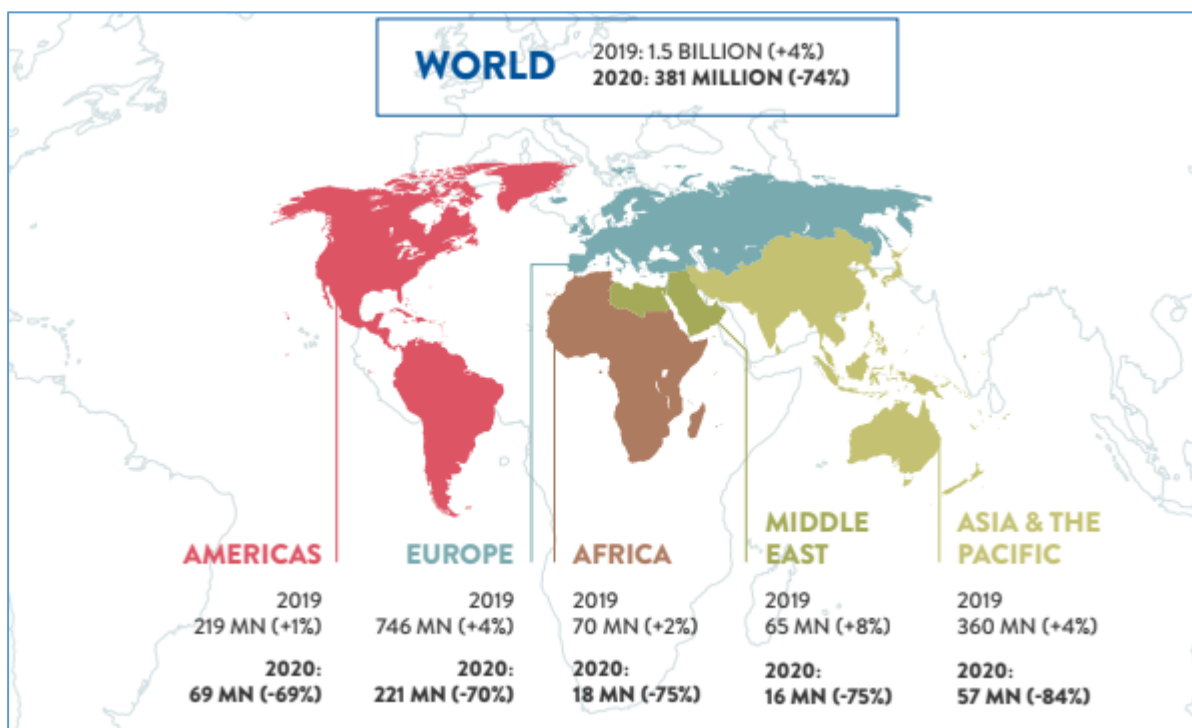 WORLD
2019: 1.5 BILLION (+4%)
2020: 381 MILLION (-74%)
AMERICAS
2019
219 MN (+1%)
2020:
69 MN (-69%)
EUROPE
2019
746 MN (+4%)
2020:
221 MN (-70%)
AFRICA
2019
70 MN (+2%)
2020:
18 MN (-75%)
MIDDLE
EAST
2019
65 MN (+8%)
2020:
16 MN (-75%)
ASIA & THE
PACIFIC
2019
360 MN (+4%)
2020:
57 MN (-84%)